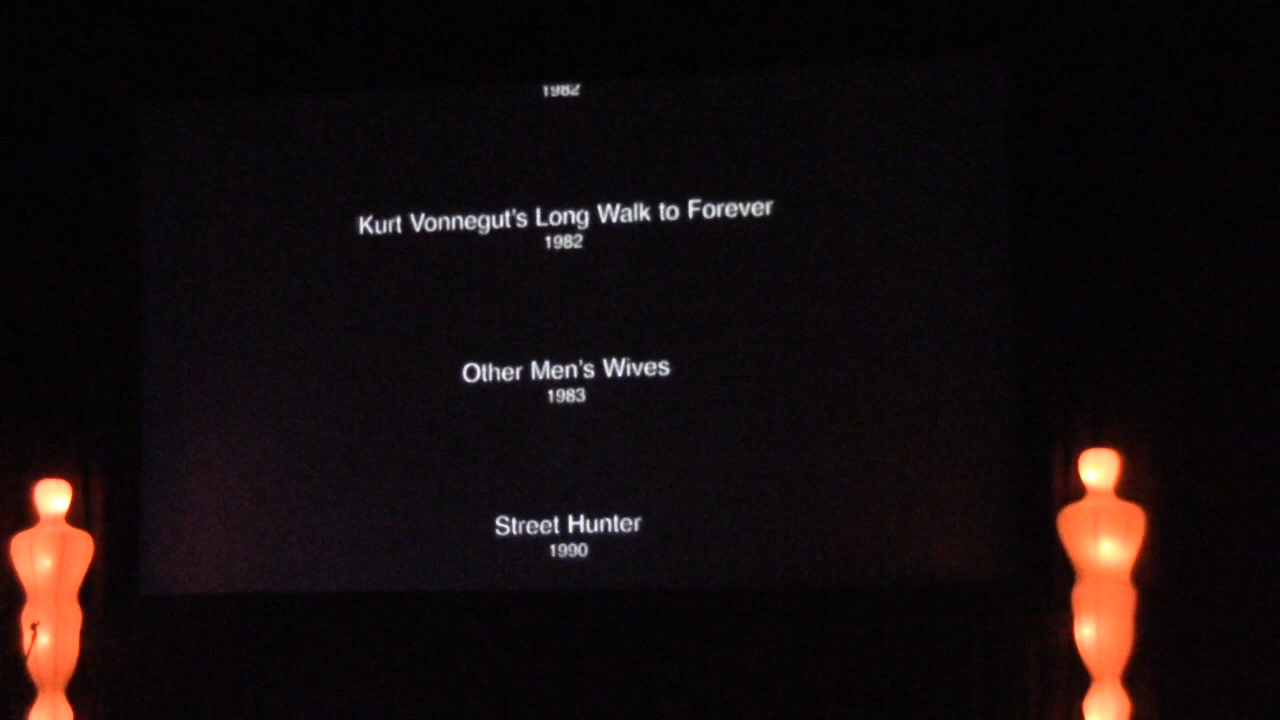 1982
Kurt Vonnegut's Long Walk to Forever
1982
Other Men's Wives
1983
Street Hunter
1990